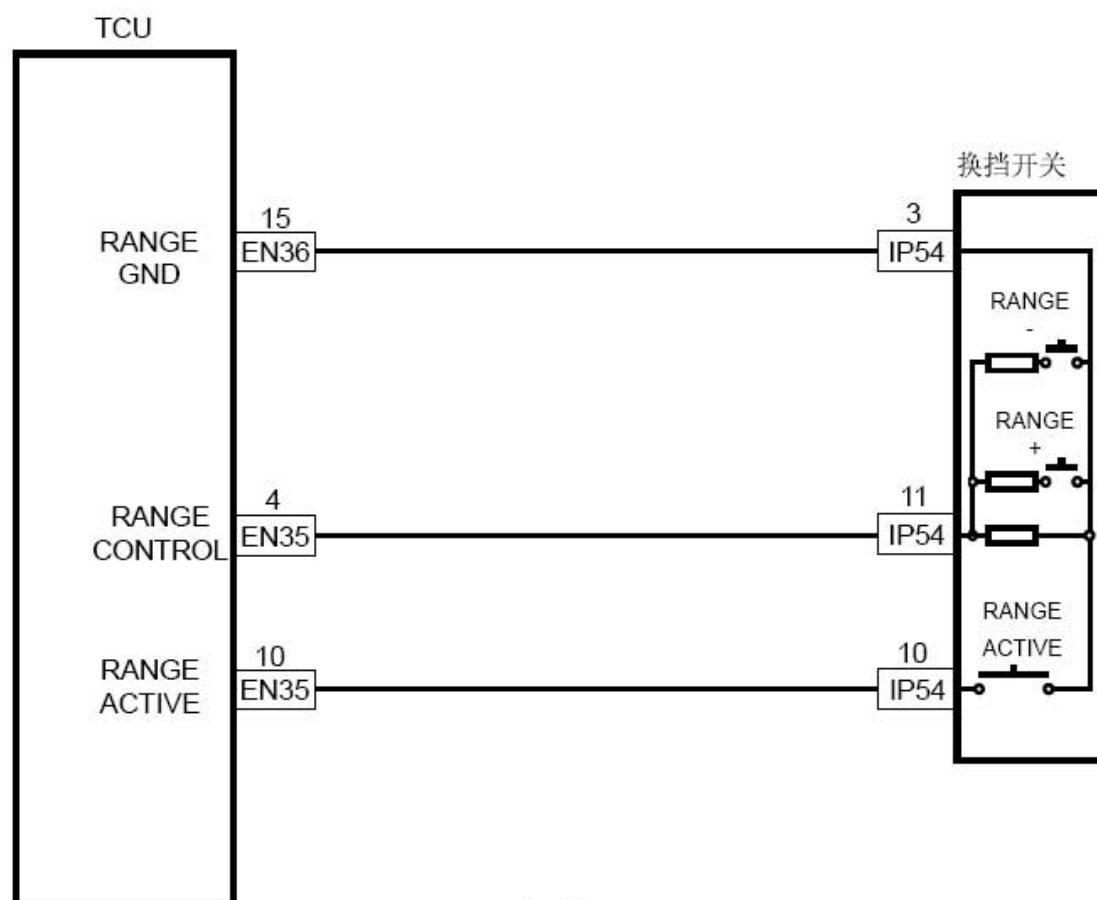 TCU
换挡开关
15
3
RANGE
GND
EN36
IP54
RANGE
-
RANGE
+
4
11
RANGE
CONTROL
EN35
IP54
RANGE
ACTIVE
10
10
RANGE
ACTIVE
EN35
IP54